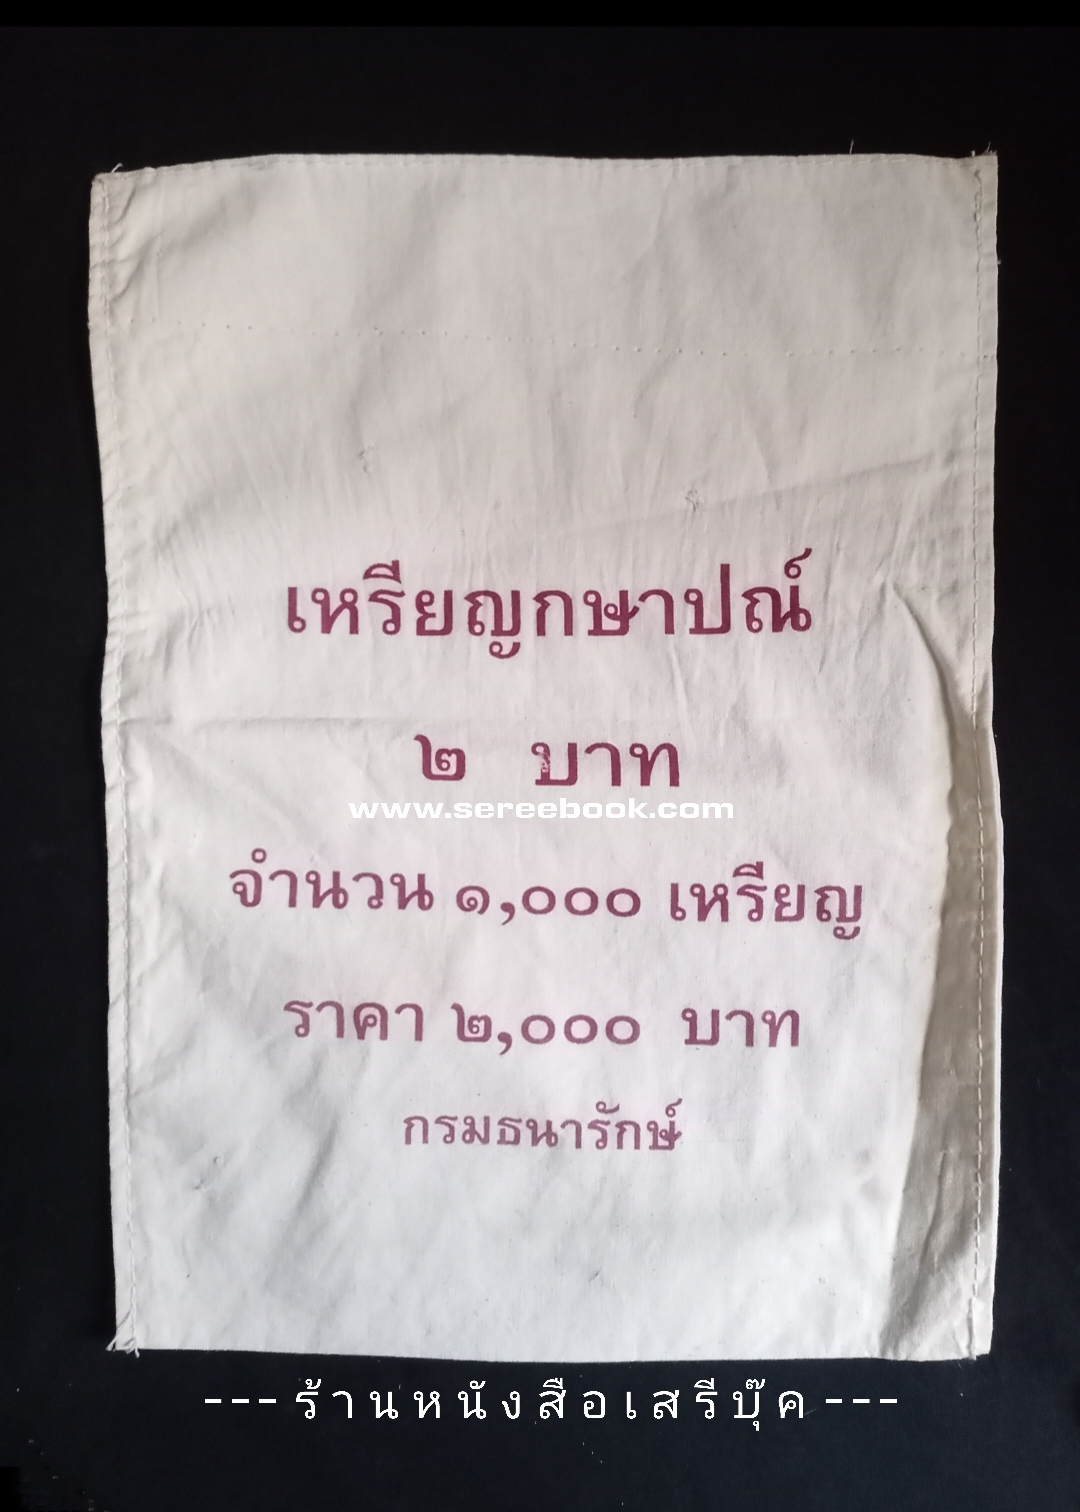 เหรียญกษาปณ์
๒ บาท
www.sereebook.com
จำนวน ๑,๐๐๐ เหรียญ
ราคา ๒,๐๐๐ บาท
กรมธนารักษ์
---ร้านหนังสือเสรีบุ๊ค---